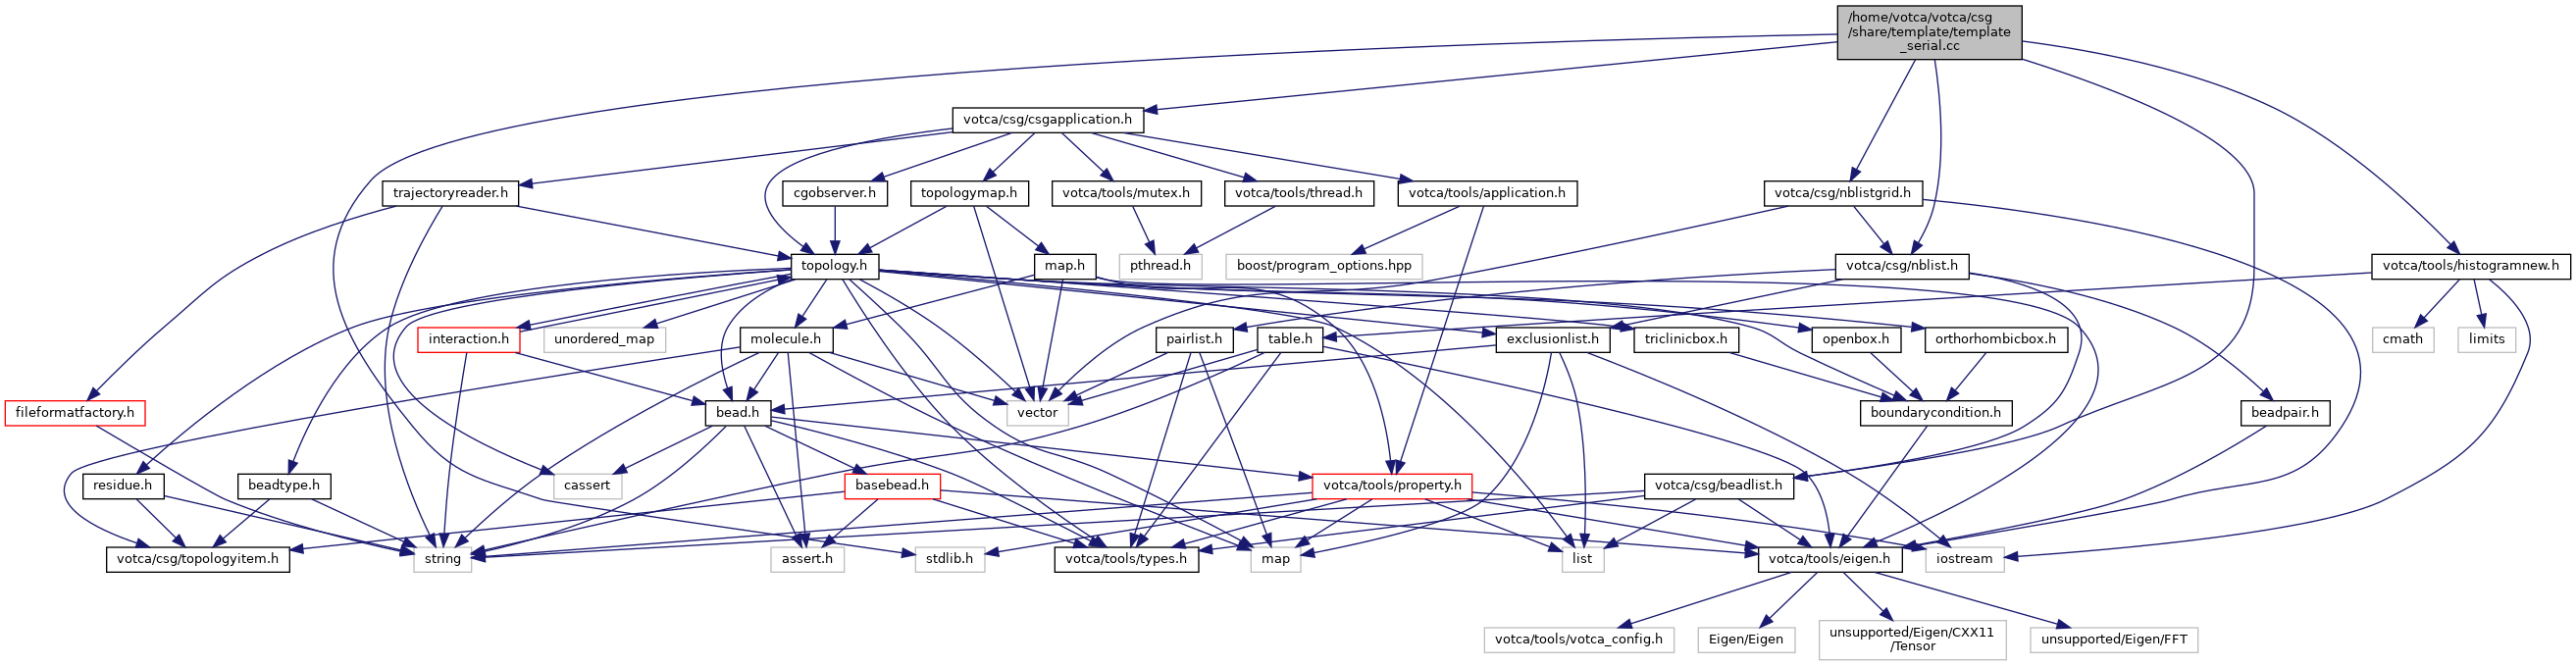 /home/votca/votca/csg
/share/template/template
_serial.cc
votca/csg/csgapplication.h
trajectoryreader.h
cgobserver.h
topologymap.h
votca/tools/mutex.h
votca/tools/thread.h
votca/tools/application.h
votca/csg/nblistgrid.h
topology.h
map.h
pthread.h
boost/program_options.hpp
votca/csg/nblist.h
votca/tools/histogramnew.h
interaction.h
unordered_map
molecule.h
pairlist.h
table.h
exclusionlist.h
triclinicbox.h
openbox.h
orthorhombicbox.h
cmath
limits
fileformatfactory.h
bead.h
vector
boundarycondition.h
beadpair.h
residue.h
beadtype.h
cassert
basebead.h
votca/tools/property.h
votca/csg/beadlist.h
votca/csg/topologyitem.h
string
assert.h
stdlib.h
votca/tools/types.h
map
list
votca/tools/eigen.h
iostream
votca/tools/votca_config.h
Eigen/Eigen
unsupported/Eigen/CXX11
/Tensor
unsupported/Eigen/FFT